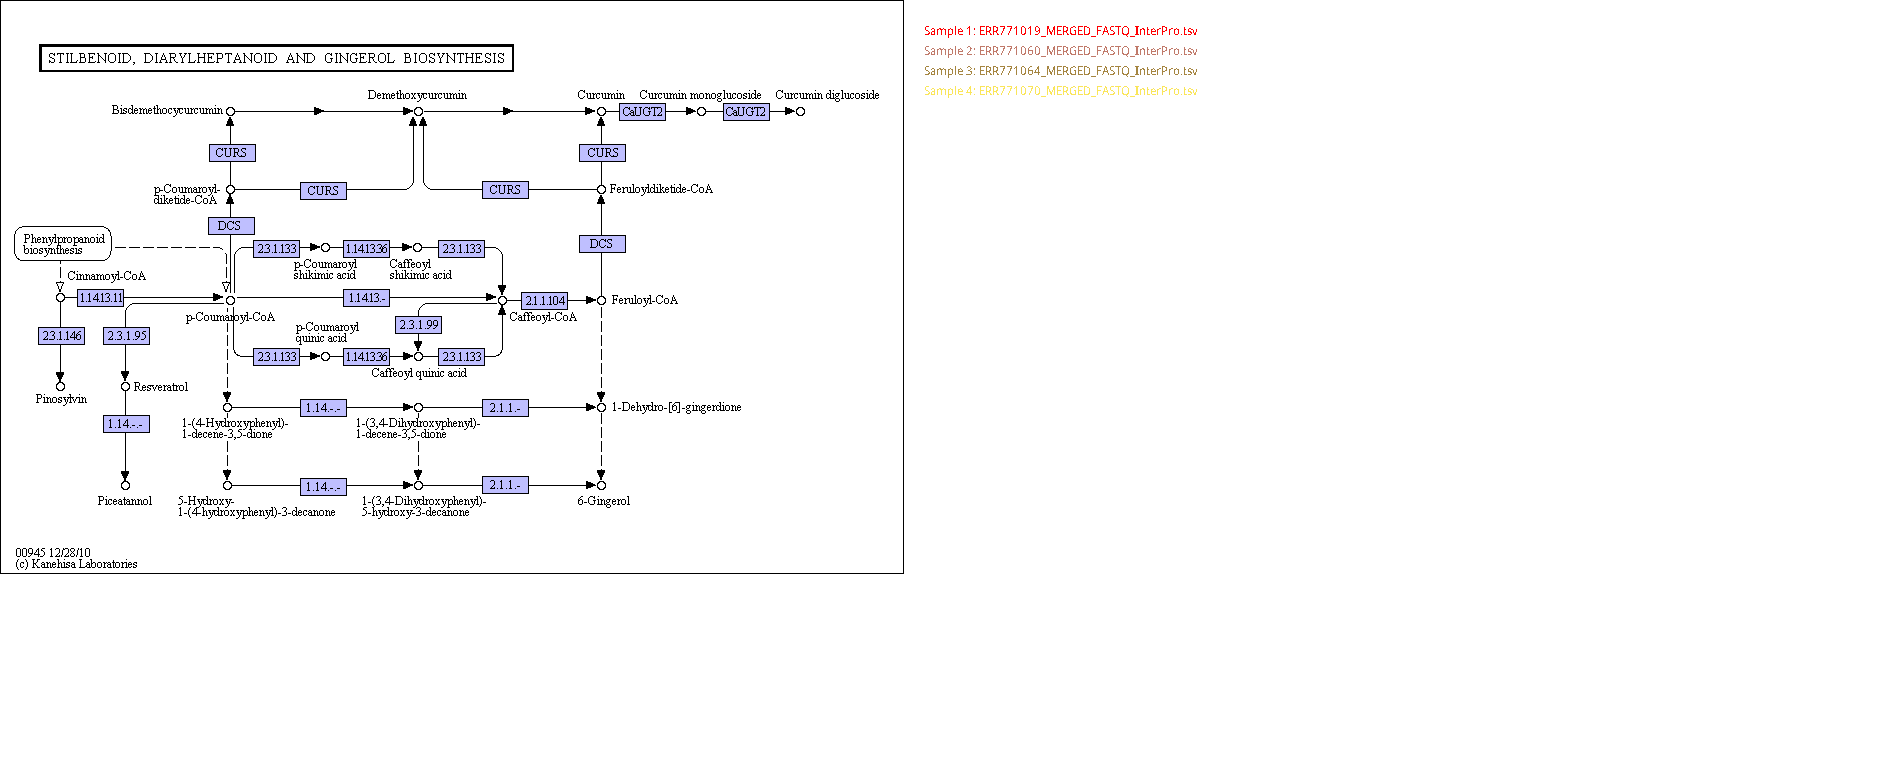 STILBENOID, DIARYLHEPTANOID AND GINGEROL BIOSYNTHESIS
Sample 1: ERR771019_MERGED_FASTQ_InterPro.tsv
Sample 2: ERR771060_MERGED_FASTQ_InterPro.tsv
Sample 3: ERR771064_MERGED_FASTQ_InterPro.tsv
Sample 4: ERR771070_MERGED_FASTQ_InterPro.tsv
Demethoxycurcumin
Curcumin
Curcumin monoglucoside
Curcumin diglucoside
Bisdemethocycurcumin
CaUGT2
CaUGT2
CURS
CURS
p-Coumaroyl-
diketide-CoA
CURS
CURS
Feruloyldiketide-CoA
DCS
DCS
Phenylpropanoid
biosynthesis
2.3.1.133
1.14.13.36
2.3.1.133
p-Coumaroyl
shikimic acid
Caffeoyl
shikimic acid
Cinnamoyl-CoA
1.14.13.11
1.14.13.-
2.1.1.104
Feruloyl-CoA
p-Coumaroyl-CoA
Caffeoyl-CoA
2.3.1.99
2.3.1.146
2.3.1.95
p-Coumaroyl
quinic acid
2.3.1.133
1.14.13.36
2.3.1.133
Caffeoyl quinic acid
Pinosylvin
Resveratrol
1.14.-.-
1.14.-.-
2.1.1.-
1-Dehydro-[6]-gingerdione
1-(4-Hydroxyphenyl)-
1-decene-3,5-dione
1-(3,4-Dihydroxyphenyl)-
1-decene-3,5-dione
1.14.-.-
2.1.1.-
Piceatannol
5-Hydroxy-
1-(4-hydroxyphenyl)-3-decanone
1-(3,4-Dihydroxyphenyl)-
5-hydroxy-3-decanone
6-Gingerol
00945 12/28/10
(c) Kanehisa Laboratories